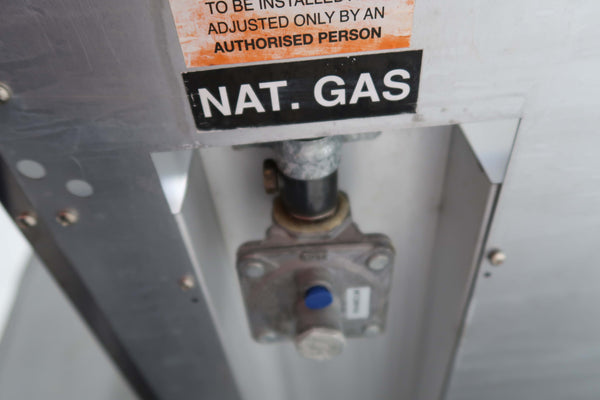 TO BE INSTALLED
ADJUSTED ONLY BY AN
AUTHORISED PERSON
NAT. GAS